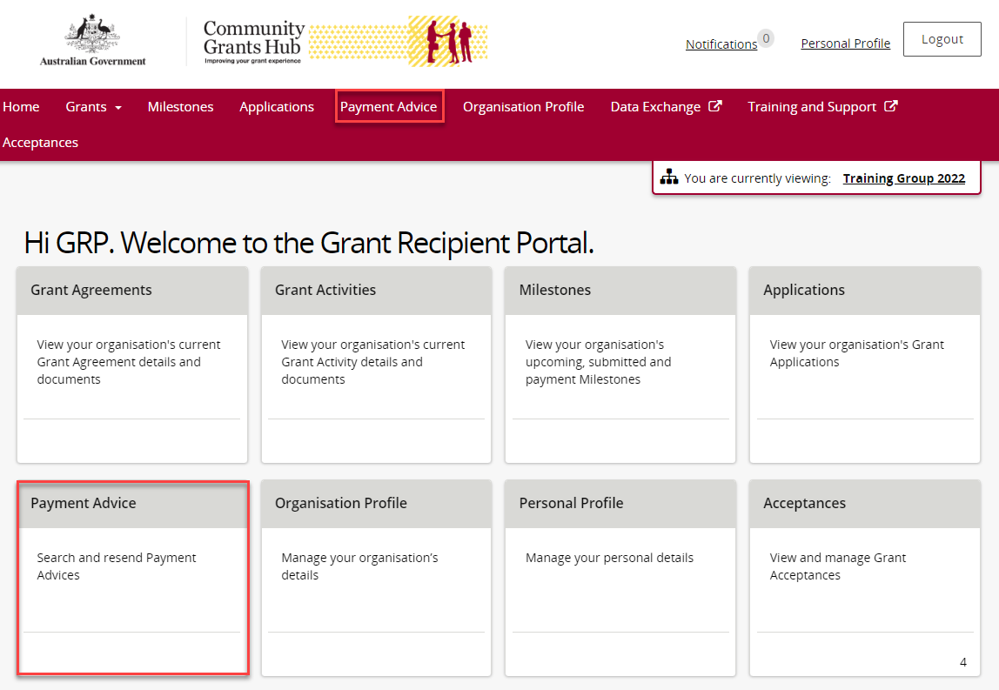 Australian Government
Community
Grants Hub
Improving your grant experience
Notifications 0
Personal Profile
Logout
Home
Grants
Milestones
Applications
Payment Advice
Organisation Profile
Data Exchange
Training and Support
Acceptances
You are currently viewing: Training Group 2022
Hi GRP. Welcome to the Grant Recipient Portal.
Grant Agreements
View your organisation's current
Grant Agreement details and
documents
Grant Activities
View your organisation's current
Grant Activity details and
documents
Milestones
View your organisation's
upcoming, submitted and
payment Milestones
Applications
View your organisation's Grant
Applications
Payment Advice
Search and resend Payment
Advices
Organisation Profile
Manage your organisation’s
details
Personal Profile
Manage your personal details
Acceptances
View and manage Grant
Acceptances
4